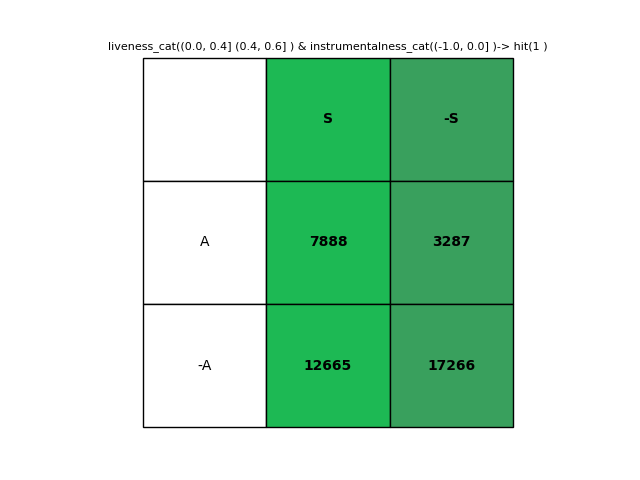 liveness_cat((0.0, 0.4] (0.4, 0.6] ) & instrumentalness_cat((-1.0, 0.0] )-> hit(1 )
S -S
A 7888 3287
-A 12665 17266